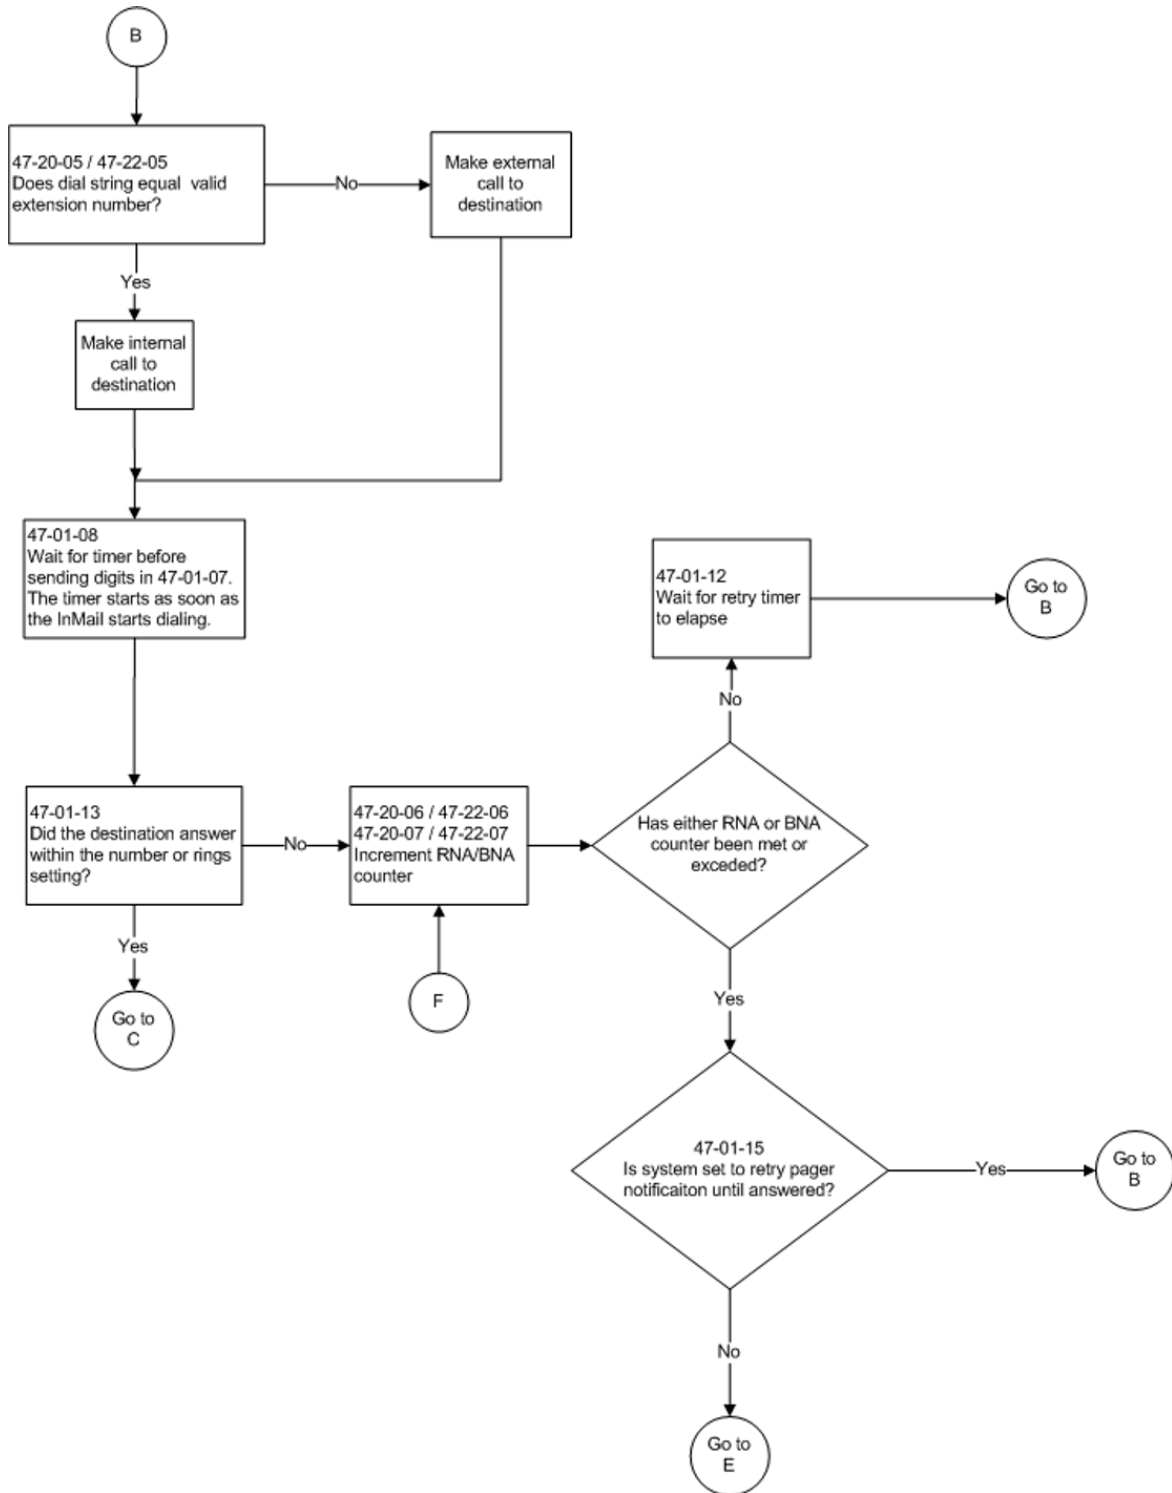 B
47-20-05 / 47-22-05
Does dial string equal valid
extension number?
No
Make external
call to
destination
Yes
Make internal
call to
destination
47-01-08
Wait for timer before
sending digits in 47-01-07.
The timer starts as soon as
the InMail starts dialing.
47-01-12
Wait for retry timer
to elapse
Go to
B
No
47-01-13
Did the destination answer
within the number or rings
setting?
No
47-20-06 / 47-22-06
47-20-07 / 47-22-07
Increment RNA/BNA
counter
Has either RNA or BNA
counter been met or
exceded?
Yes
Go to
C
F
Yes
47-01-15
Is system set to retry pager
notificaiton until answered?
Yes
Go to
B
No
Go to
E